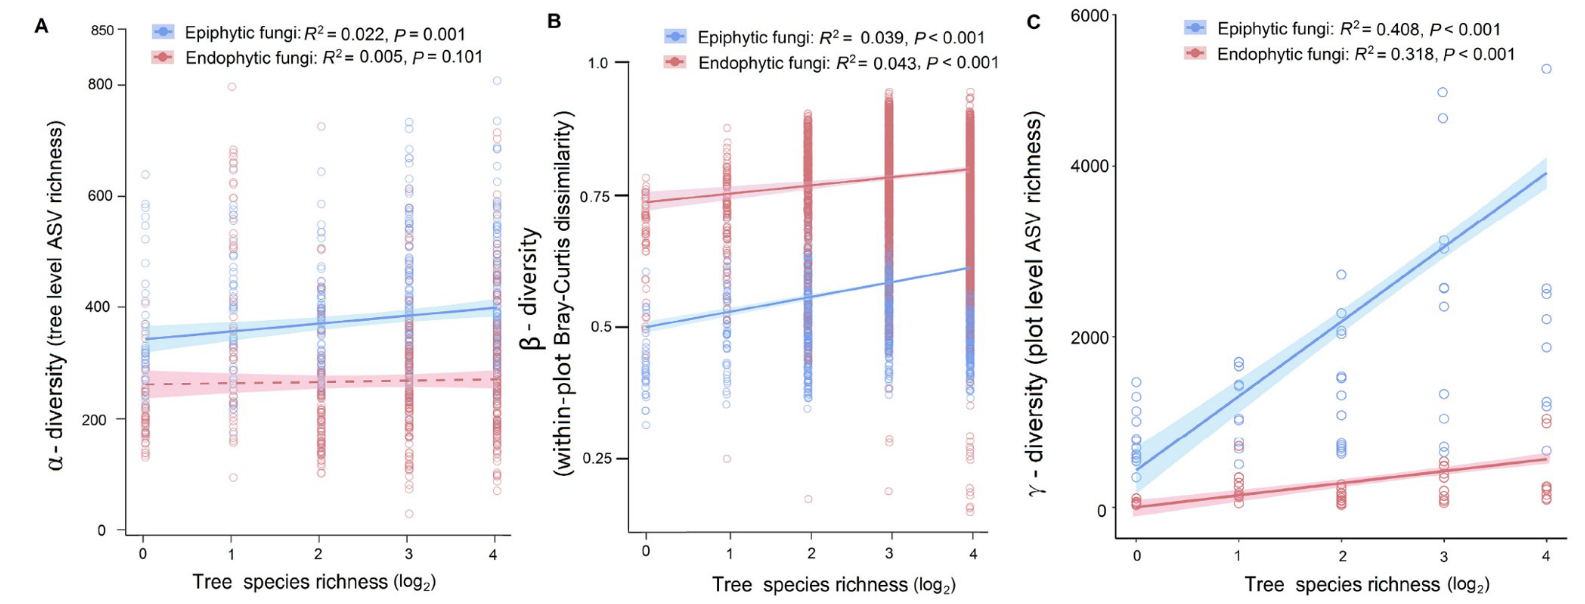 A
Epiphytic fungi: R² = 0.022, P = 0.001
Endophytic fungi: R² = 0.005, P = 0.101
α - diversity (tree level ASV richness)
850
800
600
400
200
0
0 1 2 3 4
Tree species richness (log₂)
B
Epiphytic fungi: R² = 0.039, P < 0.001
Endophytic fungi: R² = 0.043, P < 0.001
β - diversity
(within-plot Bray-Curtis dissimilarity)
1.0
0.75
0.5
0.25
0 1 2 3 4
Tree species richness (log₂)
C
Epiphytic fungi: R² = 0.408, P < 0.001
Endophytic fungi: R² = 0.318, P < 0.001
γ - diversity (plot level ASV richness)
6000
4000
2000
0
0 1 2 3 4
Tree species richness (log₂)